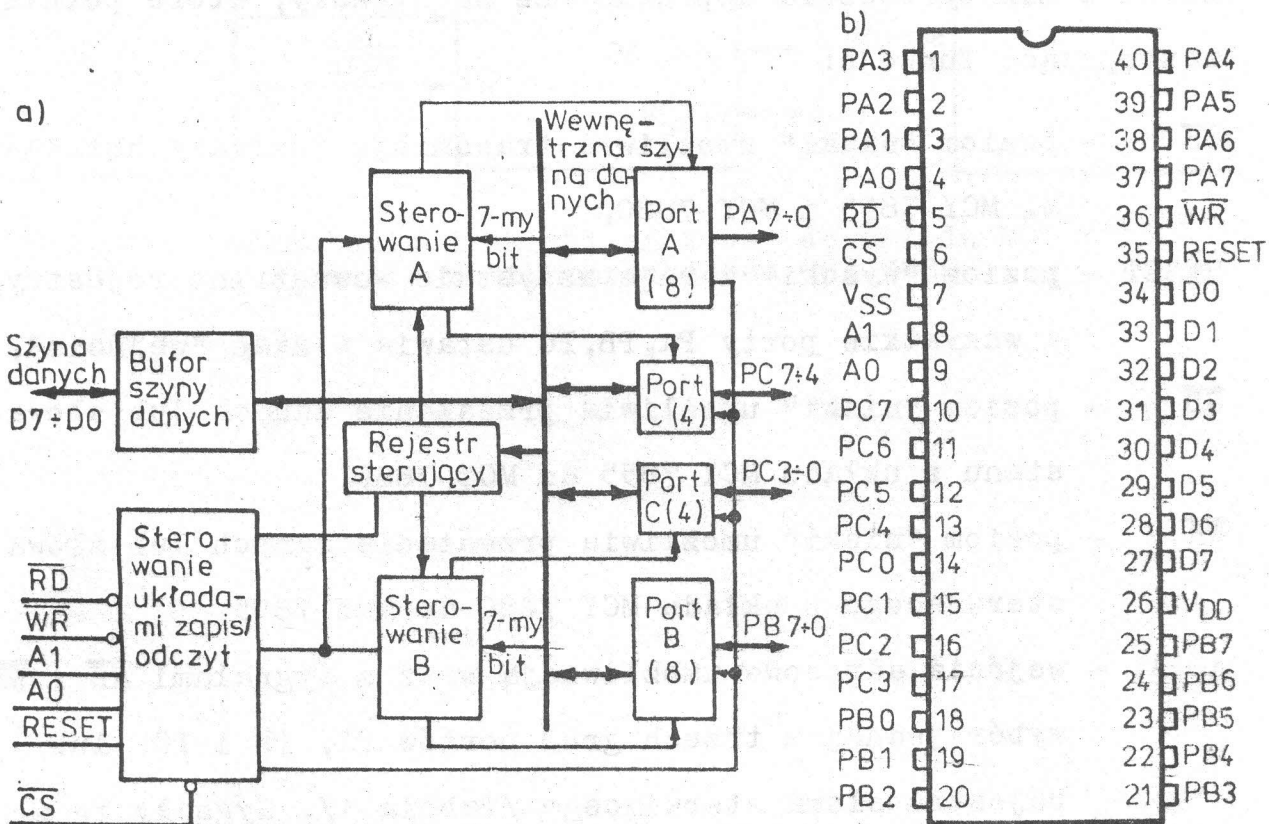 a)
Wewnę-
trzna szy-
na da-
nych
Stero-
wanie
A
7-my
bit
Port
A
(8)
PA7÷0
Szyna
danych
D7÷D0
Bufor
szyny
danych
Port
C(4)
PC7÷4
Rejestr
sterujący
Port
C(4)
PC3÷0
Stero-
wanie
układa-
mi zapis/
odczyt
RD
WR
A1
A0
RESET
CS
Stero-
wanie
B
7-my
bit
Port
B
(8)
PB7÷0
b)
PA3 1 40 PA4
PA2 2 39 PA5
PA1 3 38 PA6
PA0 4 37 PA7
RD 5 36 WR
CS 6 35 RESET
VSS 7 34 D0
A1 8 33 D1
A0 9 32 D2
PC7 10 31 D3
PC6 11 30 D4
PC5 12 29 D5
PC4 13 28 D6
PC0 14 27 D7
PC1 15 26 VDD
PC2 16 25 PB7
PC3 17 24 PB6
PB0 18 23 PB5
PB1 19 22 PB4
PB2 20 21 PB3